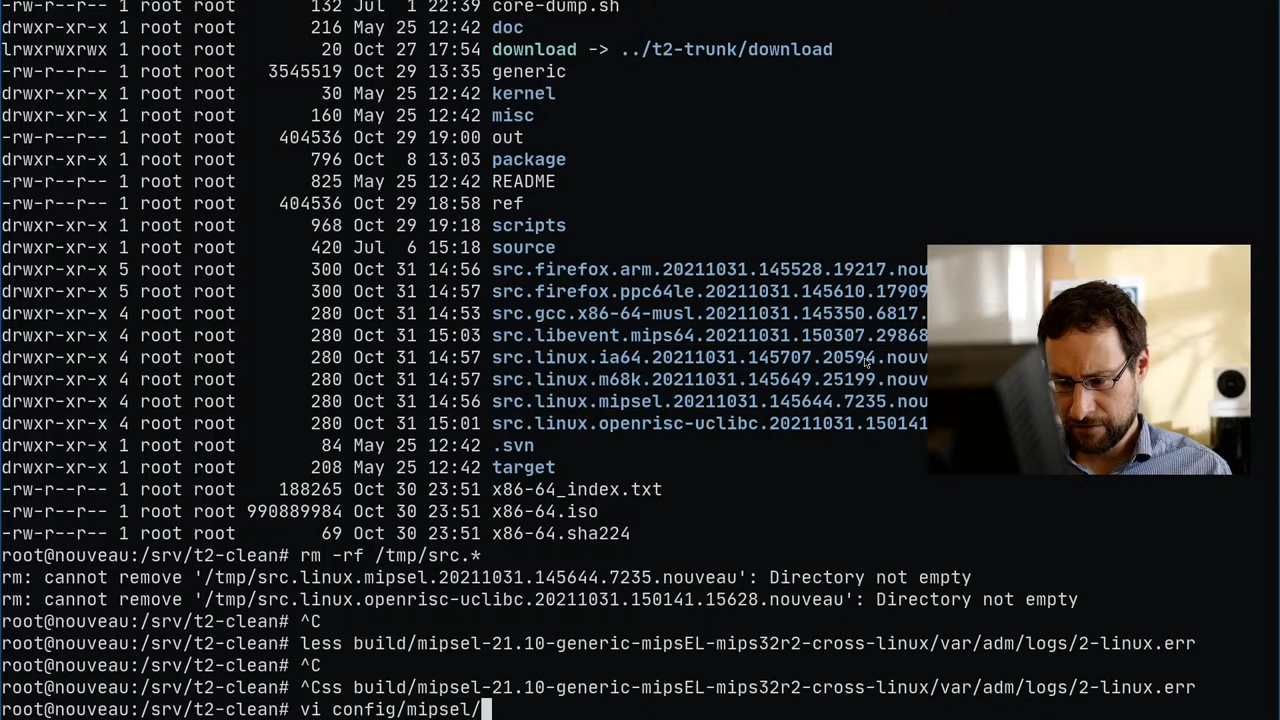 -rw-r--r-- 1 root root       132 Jul  1 22:39 core-dump.sh
drwxr-xr-x 1 root root       216 May 25 12:42 doc
lrwxrwxrwx 1 root root        20 Oct 27 17:54 download -> ../t2-trunk/download
-rw-r--r-- 1 root root   3545519 Oct 29 13:35 generic
drwxr-xr-x 1 root root        30 May 25 12:42 kernel
drwxr-xr-x 1 root root       160 May 25 12:42 misc
-rw-r--r-- 1 root root    404536 Oct 29 19:00 out
drwxr-xr-x 1 root root       796 Oct  8 13:03 package
-rw-r--r-- 1 root root       825 May 25 12:42 README
-rw-r--r-- 1 root root    404536 Oct 29 18:58 ref
drwxr-xr-x 1 root root       968 Oct 29 19:18 scripts
drwxr-xr-x 1 root root       420 Jul  6 15:18 source
drwxr-xr-x 5 root root       300 Oct 31 14:56 src.firefox.arm.20211031.145528.19217.nou
drwxr-xr-x 5 root root       300 Oct 31 14:57 src.firefox.ppc64le.20211031.145610.17909
drwxr-xr-x 4 root root       280 Oct 31 14:53 src.gcc.x86-64-musl.20211031.145350.6817.
drwxr-xr-x 4 root root       280 Oct 31 15:03 src.libevent.mips64.20211031.150307.29868
drwxr-xr-x 4 root root       280 Oct 31 14:57 src.linux.ia64.20211031.145707.20594.nouv
drwxr-xr-x 4 root root       280 Oct 31 14:57 src.linux.m68k.20211031.145649.25199.nouv
drwxr-xr-x 4 root root       280 Oct 31 14:56 src.linux.mipsel.20211031.145644.7235.nou
drwxr-xr-x 4 root root       280 Oct 31 15:01 src.linux.openrisc-uclibc.20211031.150141
drwxr-xr-x 1 root root        84 May 25 12:42 .svn
drwxr-xr-x 1 root root       208 May 25 12:42 target
-rw-r--r-- 1 root root    188265 Oct 30 23:51 x86-64_index.txt
-rw-r--r-- 1 root root 990889984 Oct 30 23:51 x86-64.iso
-rw-r--r-- 1 root root        69 Oct 30 23:51 x86-64.sha224
root@nouveau:/srv/t2-clean# rm -rf /tmp/src.*
rm: cannot remove '/tmp/src.linux.mipsel.20211031.145644.7235.nouveau': Directory not empty
rm: cannot remove '/tmp/src.linux.openrisc-uclibc.20211031.150141.15628.nouveau': Directory not empty
root@nouveau:/srv/t2-clean# ^C
root@nouveau:/srv/t2-clean# less build/mipsel-21.10-generic-mipsEL-mips32r2-cross-linux/var/adm/logs/2-linux.err
root@nouveau:/srv/t2-clean# ^C
root@nouveau:/srv/t2-clean# ^Css build/mipsel-21.10-generic-mipsEL-mips32r2-cross-linux/var/adm/logs/2-linux.err
root@nouveau:/srv/t2-clean# vi config/mipsel/